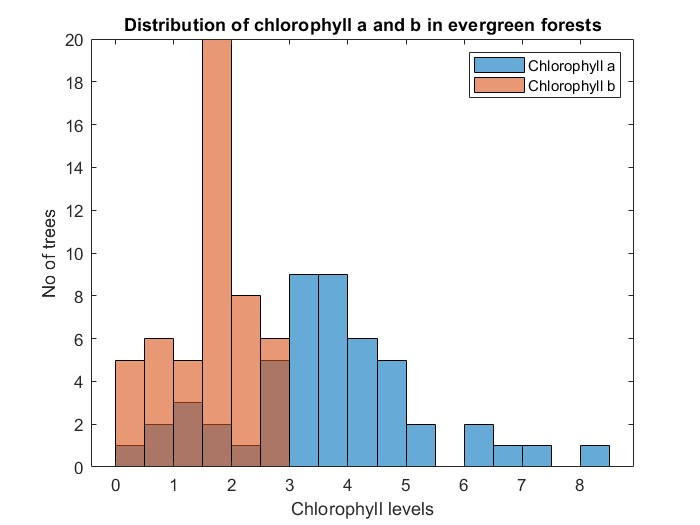 Distribution of chlorophyll a and b in evergreen forests
Chlorophyll a
Chlorophyll b
No of trees
20
18
16
14
12
10
8
6
4
2
0
0 1 2 3 4 5 6 7 8
Chlorophyll levels